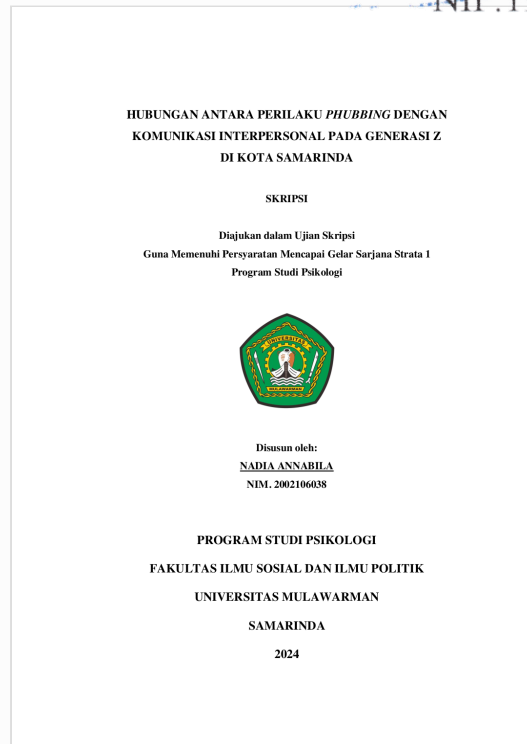 HUBUNGAN ANTARA PERILAKU PHUBBING DENGAN
KOMUNIKASI INTERPERSONAL PADA GENERASI Z
DI KOTA SAMARINDA
SKRIPSI
Diajukan dalam Ujian Skripsi
Guna Memenuhi Persyaratan Mencapai Gelar Sarjana Strata 1
Program Studi Psikologi
UNIVERSITAS
MULAWARMAN
Disusun oleh:
NADIA ANNABILA
NIM. 2002106038
PROGRAM STUDI PSIKOLOGI
FAKULTAS ILMU SOSIAL DAN ILMU POLITIK
UNIVERSITAS MULAWARMAN
SAMARINDA
2024